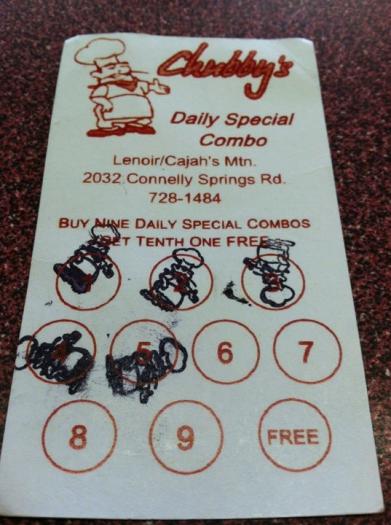 Chubby's
Daily Special
Combo
Lenoir/Cajah's Mtn.
2032 Connelly Springs Rd.
728-1484
BUY NINE DAILY SPECIAL COMBOS
GET TENTH ONE FREE
5 6 7
8 9 FREE